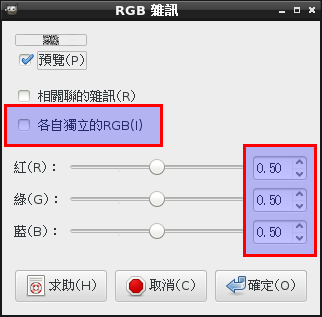 RGB 雜訊
預覽(P)
相關聯的雜訊(R)
各自獨立的RGB(I)
紅(R)： 0.50
綠(G)： 0.50
藍(B)： 0.50
求助(H) 取消(C) 確定(O)